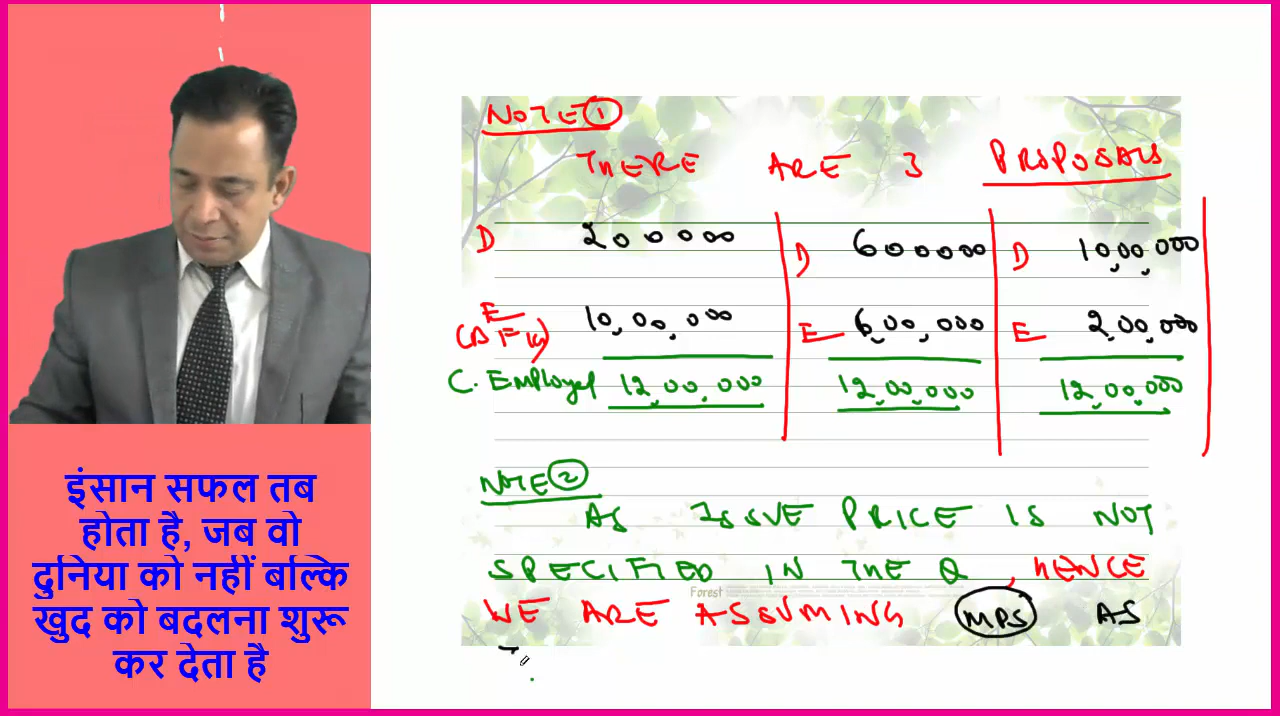 NOTE 1
THERE ARE 3 PROPOSALS
D 200000 D 600000 D 10,00,000
E 10,00,000 E 6,00,000 E 2,00,000
C. Employed 12,00,000 12,00,000 12,00,000
NOTE 2
AS ISSUE PRICE IS NOT
SPECIFIED IN THE Q, HENCE
Forest
WE ARE ASSUMING MPS AS
इंसान सफल तब
होता है, जब वो
दुनिया को नहीं बल्कि
खुद को बदलना शुरू
कर देता है